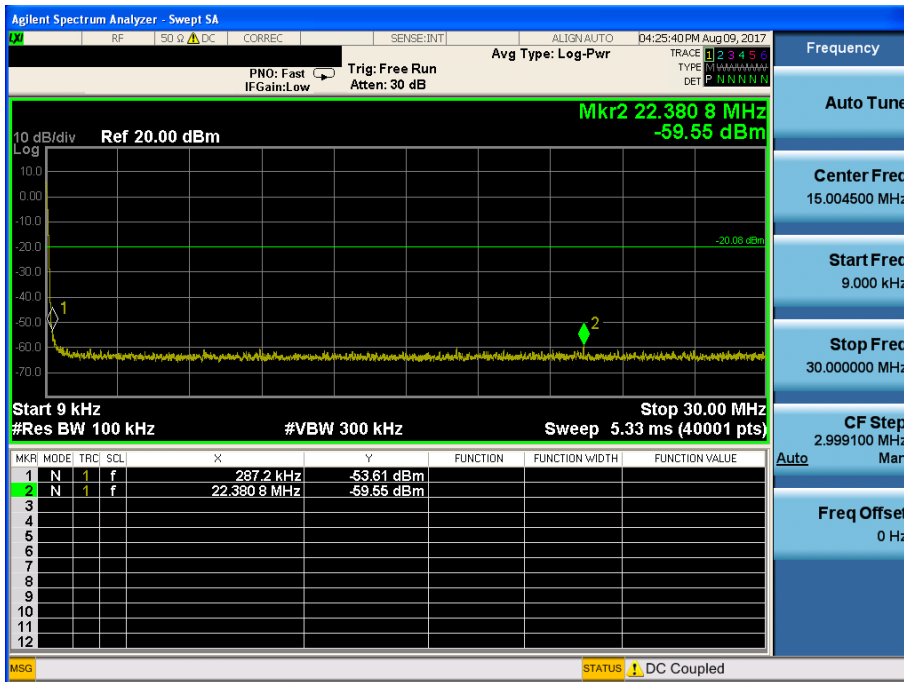 Agilent Spectrum Analyzer - Swept SA
LXI RF 50 Ω DC CORREC SENSE:INT ALIGNAUTO 04:25:40PM Aug 09, 2017
PNO: Fast Trig: Free Run Avg Type: Log-Pwr TRACE 1 2 3 4 5 6
IFGain:Low Atten: 30 dB TYPE M WWWWW
DET P N N N N N
Frequency
Mkr2 22.380 8 MHz
-59.55 dBm
10 dB/div Ref 20.00 dBm
Log
10.0
0.00
-10.0
-20.0
-20.06 dBm
-30.0
-40.0
-50.0
-60.0
-70.0
1
2
Start 9 kHz Stop 30.00 MHz
#Res BW 100 kHz #VBW 300 kHz Sweep 5.33 ms (40001 pts)
MKR MODE TRC SCL X Y FUNCTION FUNCTION WIDTH FUNCTION VALUE
1 N 1 f 287.2 kHz -53.61 dBm
2 N 1 f 22.380 8 MHz -59.55 dBm
3
4
5
6
7
8
9
10
11
12
Auto Tune
Center Freq
15.004500 MHz
Start Freq
9.000 kHz
Stop Freq
30.000000 MHz
CF Step
2.999100 MHz
Auto Man
Freq Offset
0 Hz
MSG STATUS DC Coupled